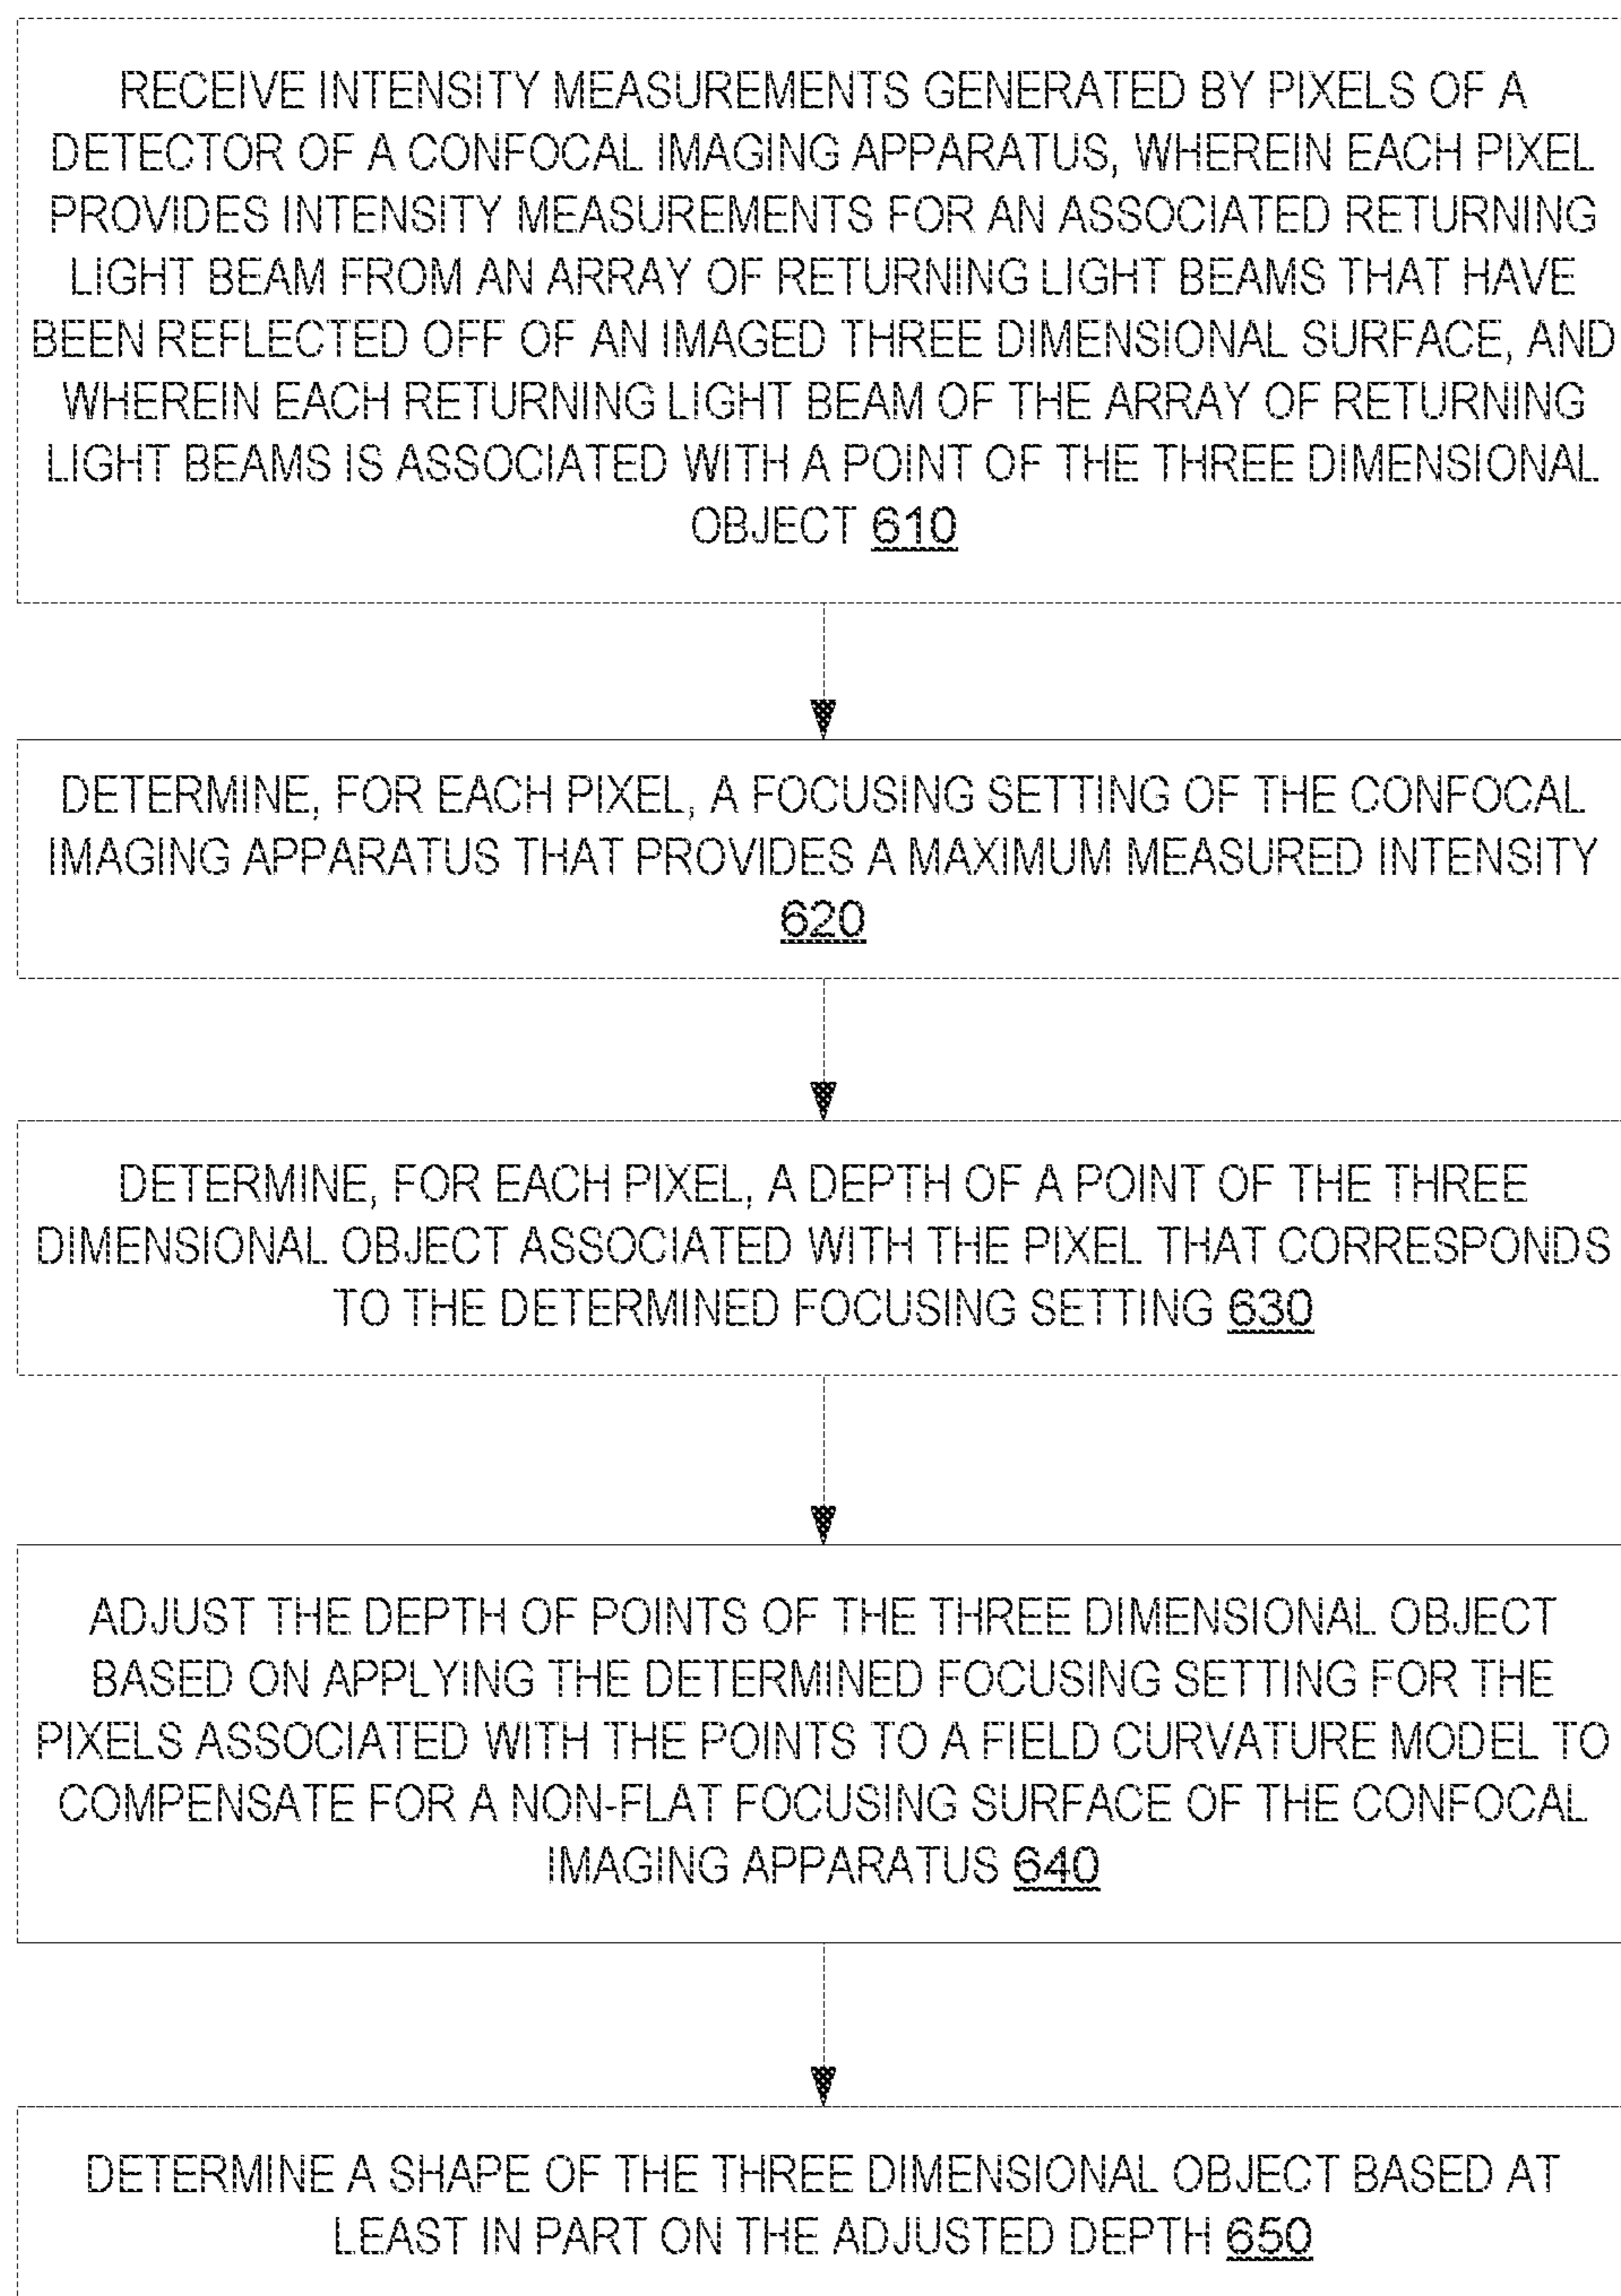 RECEIVE INTENSITY MEASUREMENTS GENERATED BY PIXELS OF A
DETECTOR OF A CONFOCAL IMAGING APPARATUS, WHEREIN EACH PIXEL
PROVIDES INTENSITY MEASUREMENTS FOR AN ASSOCIATED RETURNING
LIGHT BEAM FROM AN ARRAY OF RETURNING LIGHT BEAMS THAT HAVE
BEEN REFLECTED OFF OF AN IMAGED THREE DIMENSIONAL SURFACE, AND
WHEREIN EACH RETURNING LIGHT BEAM OF THE ARRAY OF RETURNING
LIGHT BEAMS IS ASSOCIATED WITH A POINT OF THE THREE DIMENSIONAL
OBJECT 610
DETERMINE, FOR EACH PIXEL, A FOCUSING SETTING OF THE CONFOCAL
IMAGING APPARATUS THAT PROVIDES A MAXIMUM MEASURED INTENSITY
620
DETERMINE, FOR EACH PIXEL, A DEPTH OF A POINT OF THE THREE
DIMENSIONAL OBJECT ASSOCIATED WITH THE PIXEL THAT CORRESPONDS
TO THE DETERMINED FOCUSING SETTING 630
ADJUST THE DEPTH OF POINTS OF THE THREE DIMENSIONAL OBJECT
BASED ON APPLYING THE DETERMINED FOCUSING SETTING FOR THE
PIXELS ASSOCIATED WITH THE POINTS TO A FIELD CURVATURE MODEL TO
COMPENSATE FOR A NON-FLAT FOCUSING SURFACE OF THE CONFOCAL
IMAGING APPARATUS 640
DETERMINE A SHAPE OF THE THREE DIMENSIONAL OBJECT BASED AT
LEAST IN PART ON THE ADJUSTED DEPTH 650